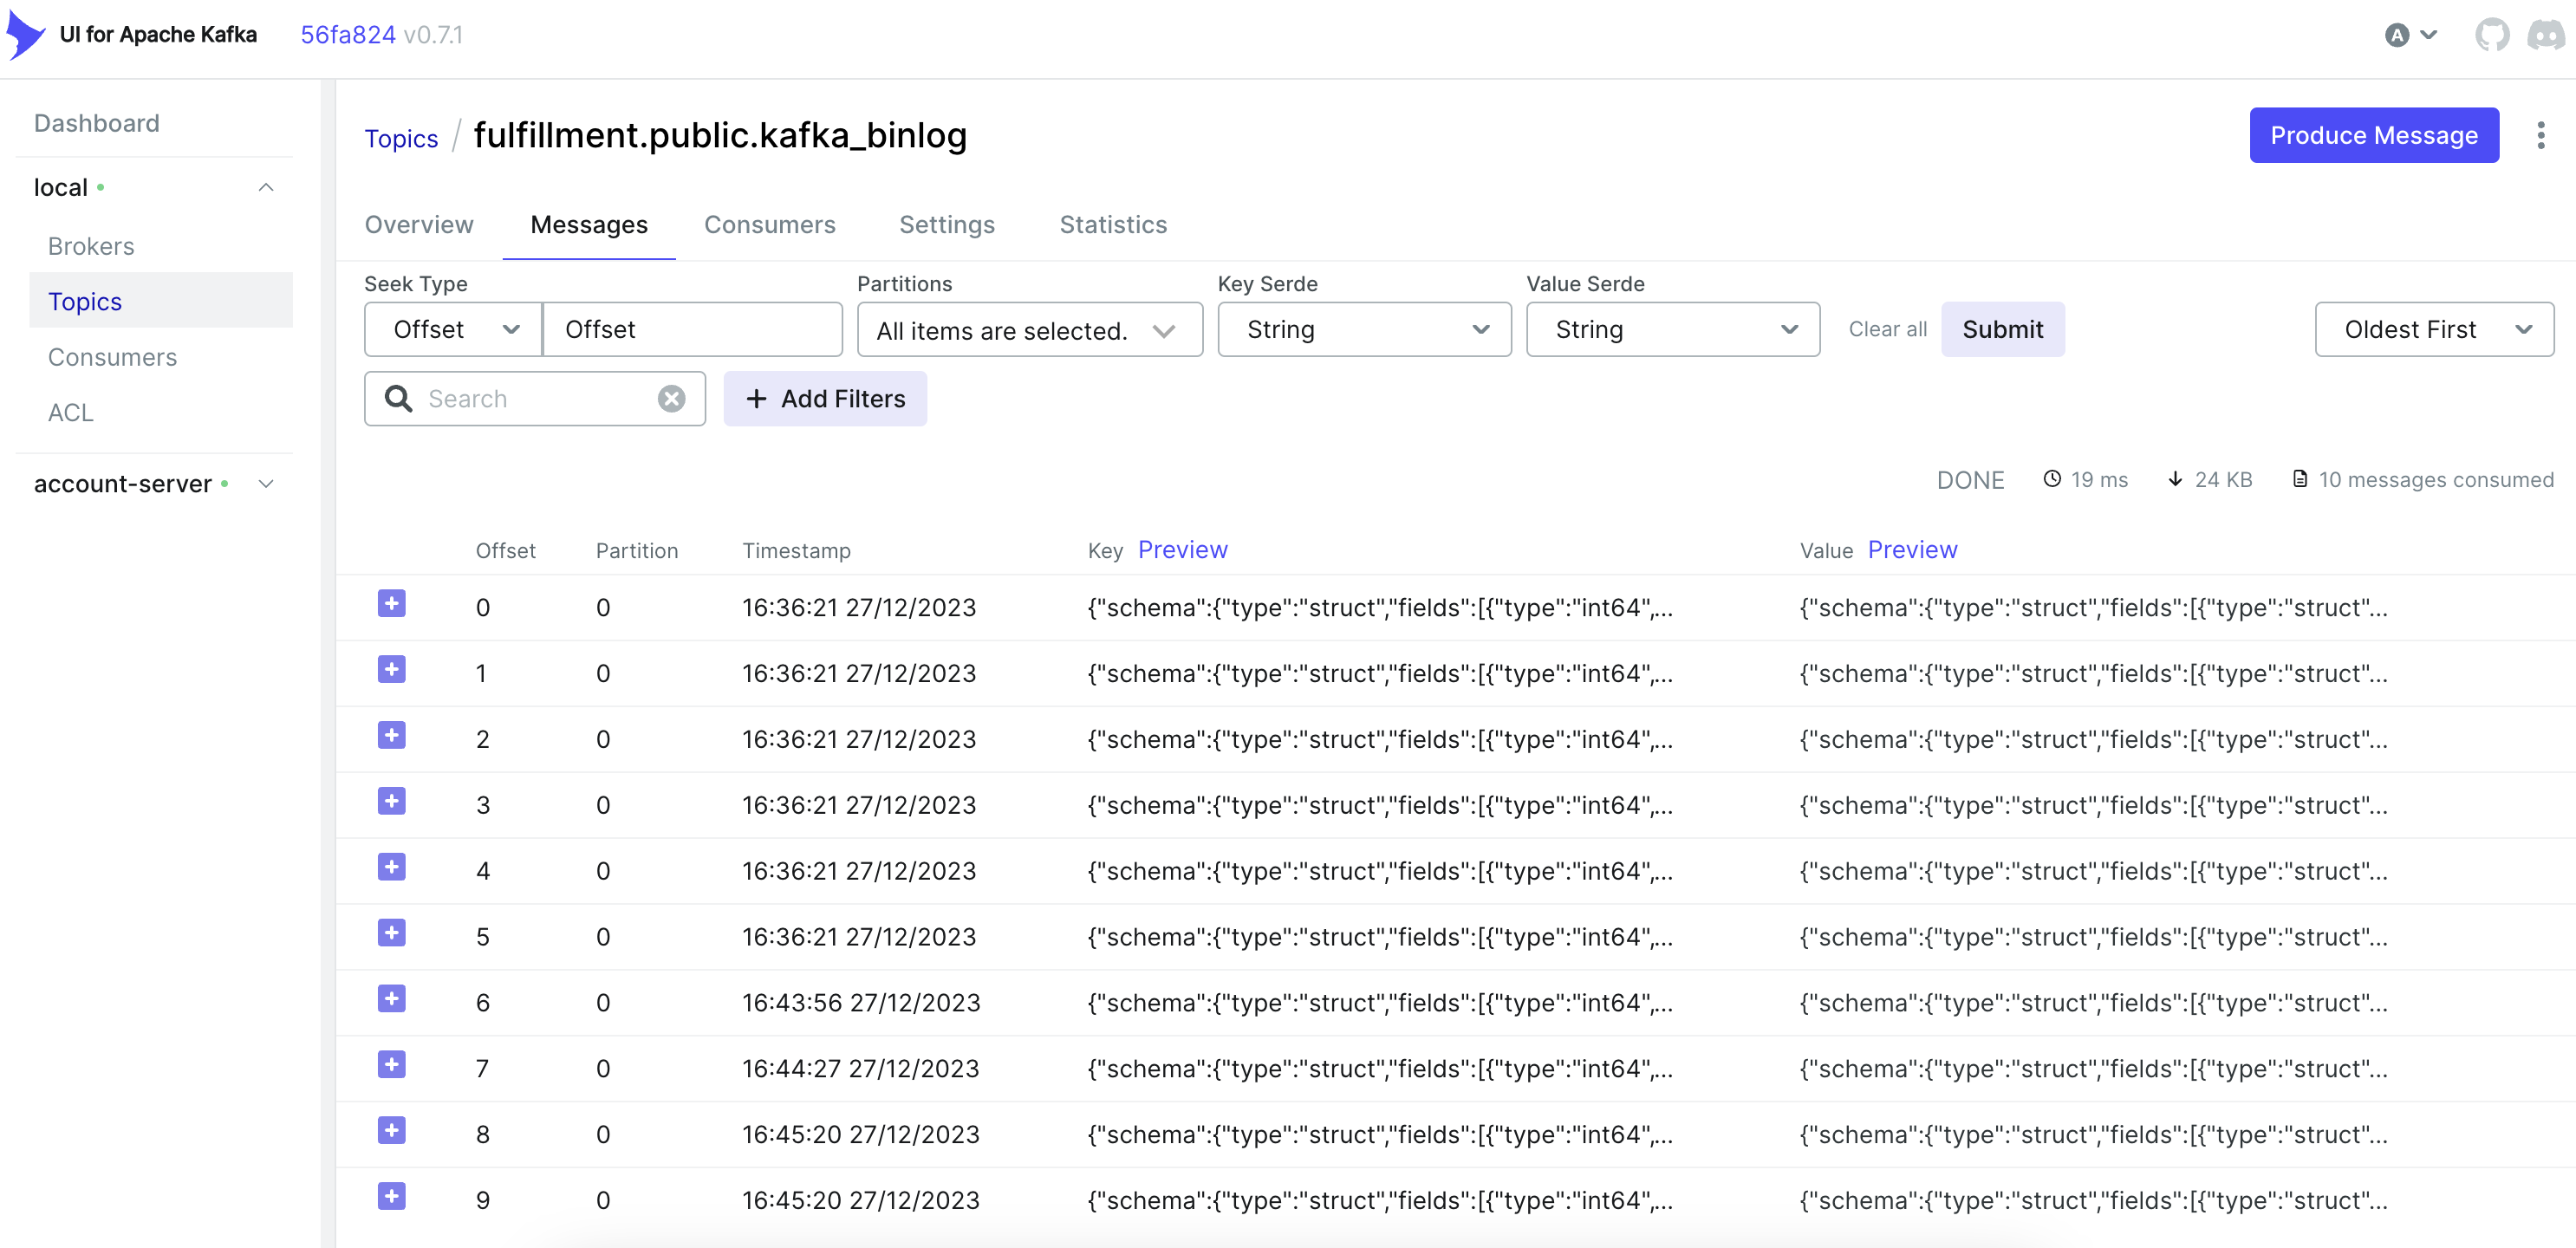 UI for Apache Kafka 56fa824 v0.7.1 A
Dashboard
local
Brokers
Topics
Consumers
ACL
account-server
Topics / fulfillment.public.kafka_binlog
Produce Message
Overview Messages Consumers Settings Statistics
Seek Type Partitions Key Serde Value Serde
Offset Offset All items are selected. String String Clear all Submit Oldest First
Search + Add Filters
DONE 19 ms 24 KB 10 messages consumed
Offset Partition Timestamp Key Preview Value Preview
0 0 16:36:21 27/12/2023 {"schema":{"type":"struct","fields":[{"type":"int64",... {"schema":{"type":"struct","fields":[{"type":"struct"...
1 0 16:36:21 27/12/2023 {"schema":{"type":"struct","fields":[{"type":"int64",... {"schema":{"type":"struct","fields":[{"type":"struct"...
2 0 16:36:21 27/12/2023 {"schema":{"type":"struct","fields":[{"type":"int64",... {"schema":{"type":"struct","fields":[{"type":"struct"...
3 0 16:36:21 27/12/2023 {"schema":{"type":"struct","fields":[{"type":"int64",... {"schema":{"type":"struct","fields":[{"type":"struct"...
4 0 16:36:21 27/12/2023 {"schema":{"type":"struct","fields":[{"type":"int64",... {"schema":{"type":"struct","fields":[{"type":"struct"...
5 0 16:36:21 27/12/2023 {"schema":{"type":"struct","fields":[{"type":"int64",... {"schema":{"type":"struct","fields":[{"type":"struct"...
6 0 16:43:56 27/12/2023 {"schema":{"type":"struct","fields":[{"type":"int64",... {"schema":{"type":"struct","fields":[{"type":"struct"...
7 0 16:44:27 27/12/2023 {"schema":{"type":"struct","fields":[{"type":"int64",... {"schema":{"type":"struct","fields":[{"type":"struct"...
8 0 16:45:20 27/12/2023 {"schema":{"type":"struct","fields":[{"type":"int64",... {"schema":{"type":"struct","fields":[{"type":"struct"...
9 0 16:45:20 27/12/2023 {"schema":{"type":"struct","fields":[{"type":"int64",... {"schema":{"type":"struct","fields":[{"type":"struct"...